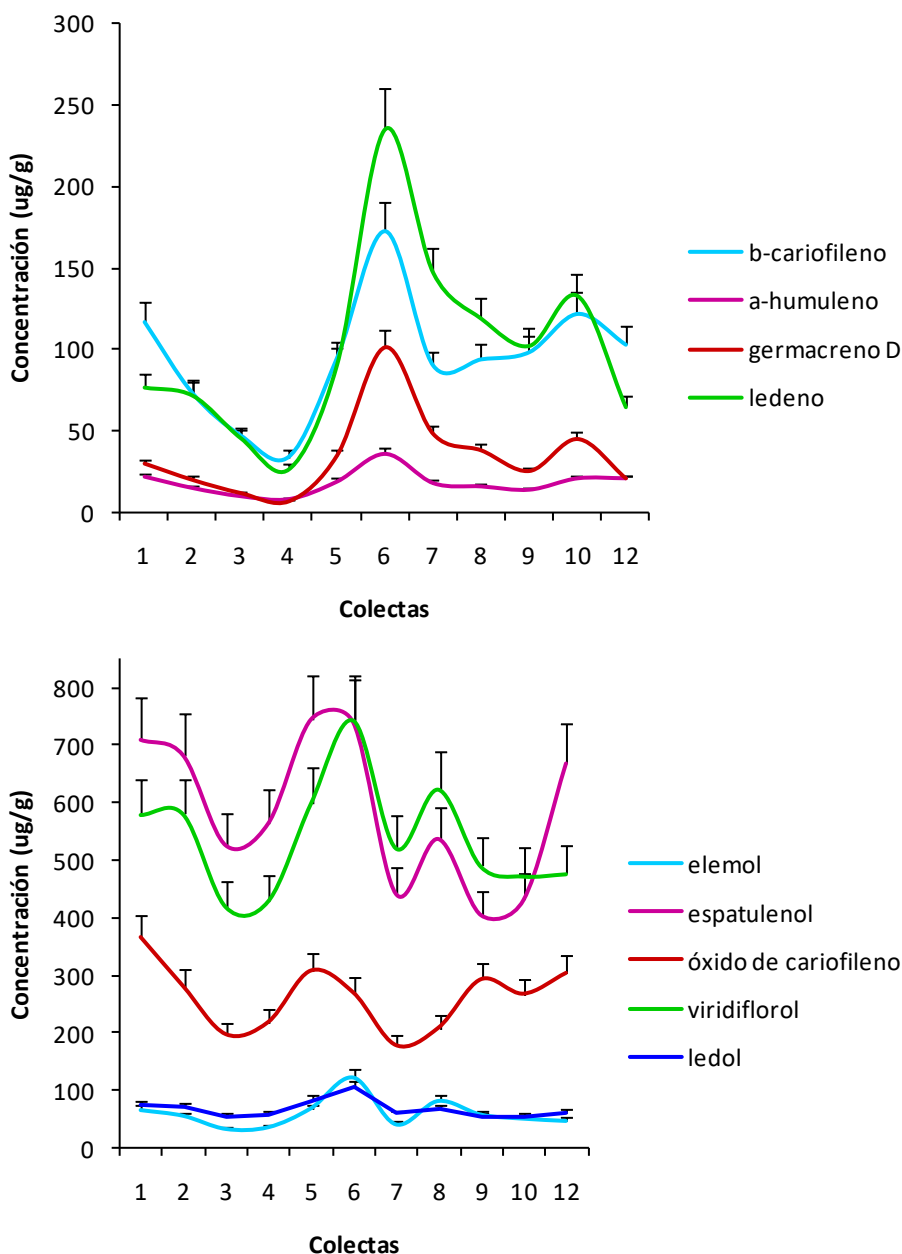 300
250
200
150
100
50
0
Concentración (ug/g)
1 2 3 4 5 6 7 8 9 10 12
Colectas
b-cariofileno
a-humuleno
germacreno D
ledeno
800
700
600
500
400
300
200
100
0
Concentración (ug/g)
1 2 3 4 5 6 7 8 9 10 12
Colectas
elemol
espatulenol
óxido de cariofileno
viridiflorol
ledol